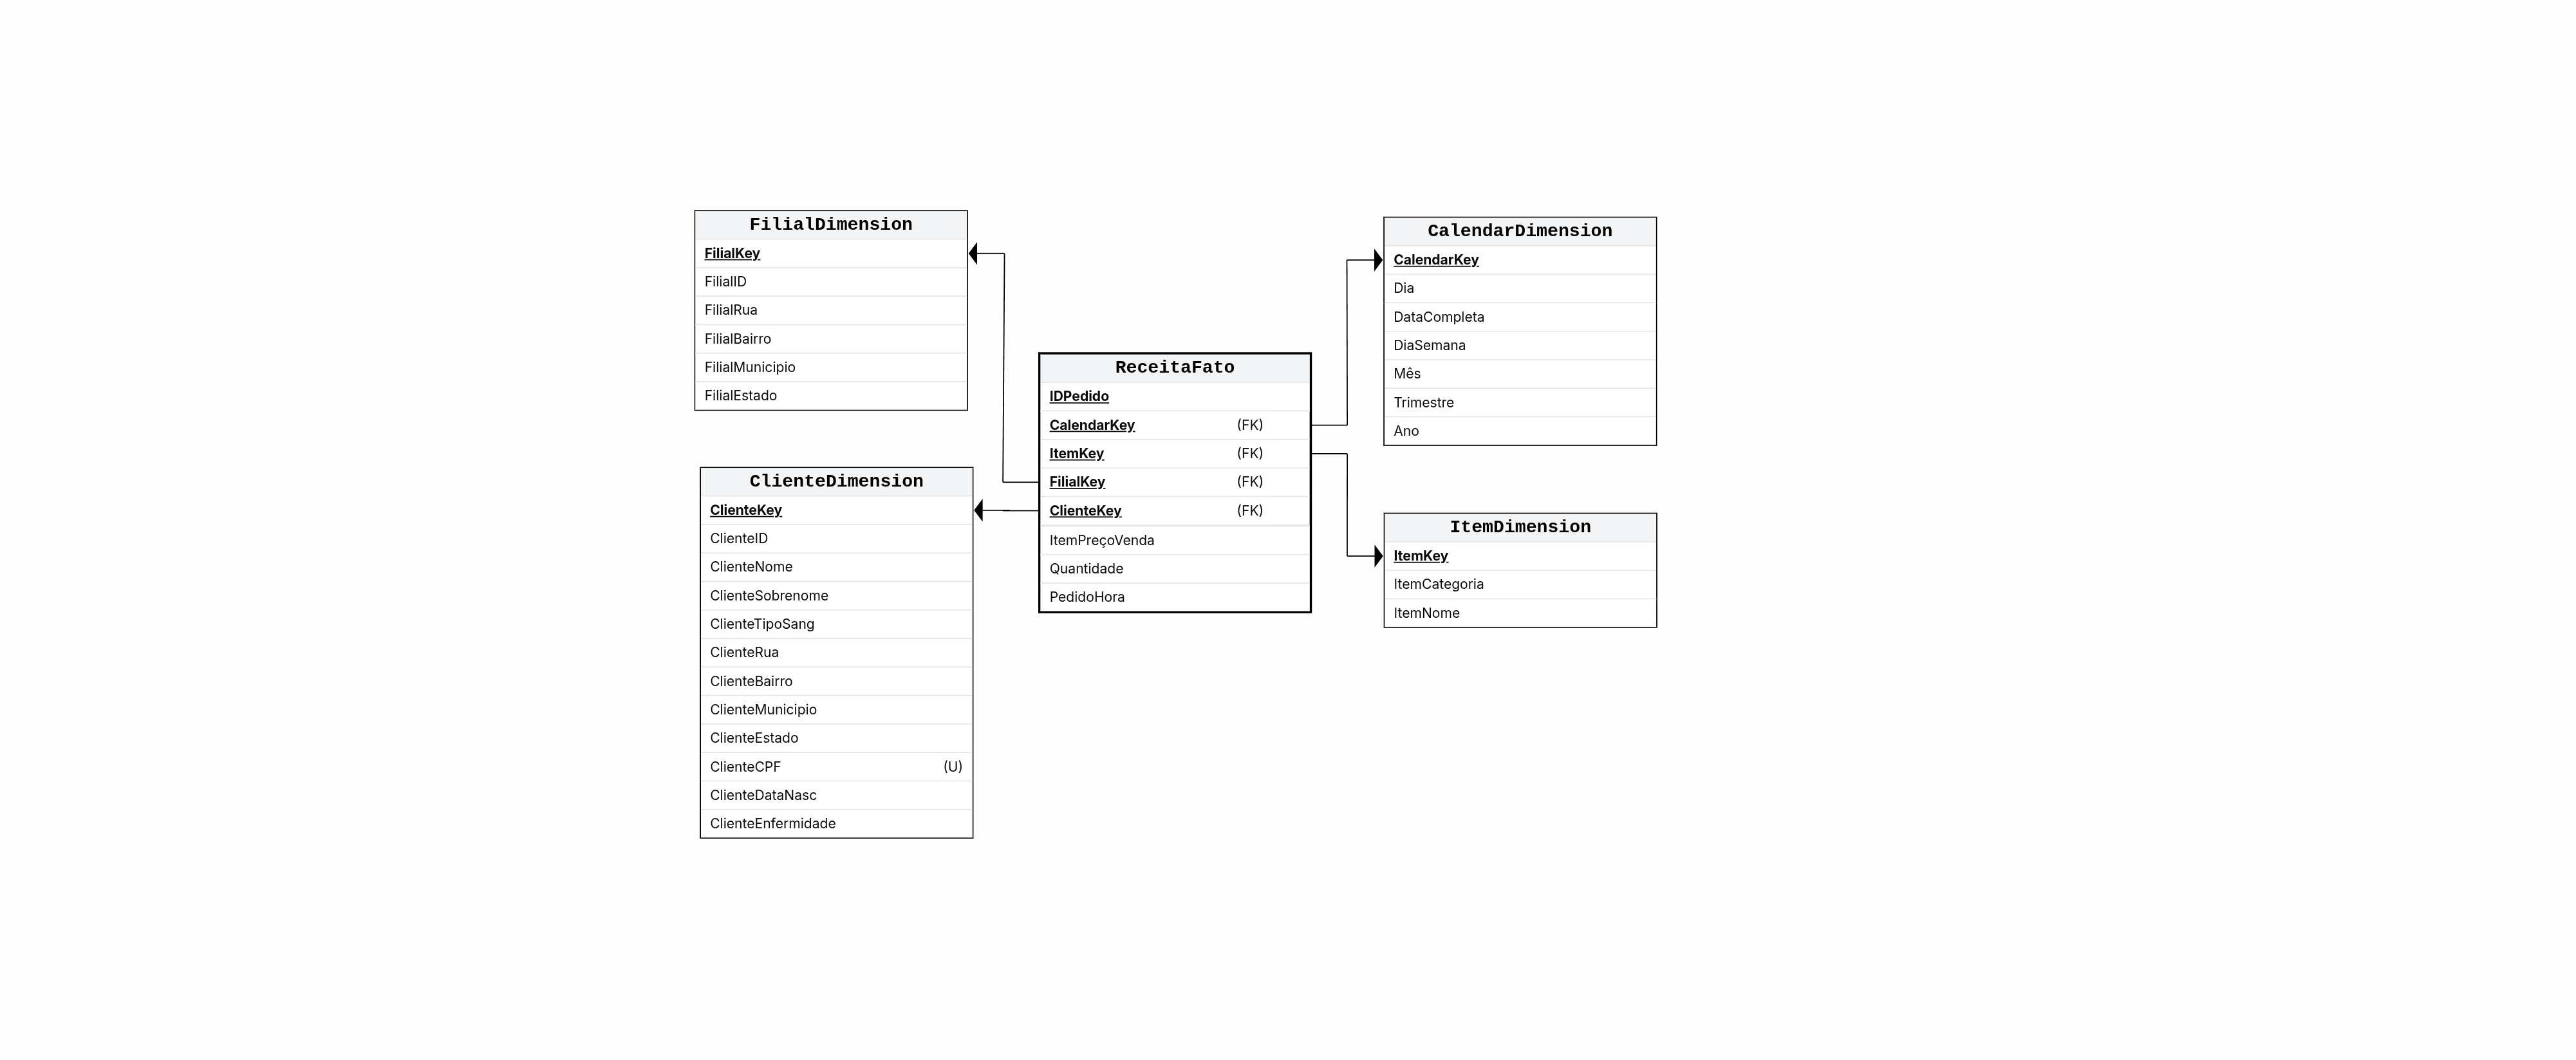 FilialDimension
FilialKey
FilialID
FilialRua
FilialBairro
FilialMunicipio
FilialEstado
ClienteDimension
ClienteKey
ClienteID
ClienteNome
ClienteSobrenome
ClienteTipoSang
ClienteRua
ClienteBairro
ClienteMunicipio
ClienteEstado
ClienteCPF (U)
ClienteDataNasc
ClienteEnfermidade
ReceitaFato
IDPedido
CalendarKey (FK)
ItemKey (FK)
FilialKey (FK)
ClienteKey (FK)
ItemPreçoVenda
Quantidade
PedidoHora
CalendarDimension
CalendarKey
Dia
DataCompleta
DiaSemana
Mês
Trimestre
Ano
ItemDimension
ItemKey
ItemCategoria
ItemNome